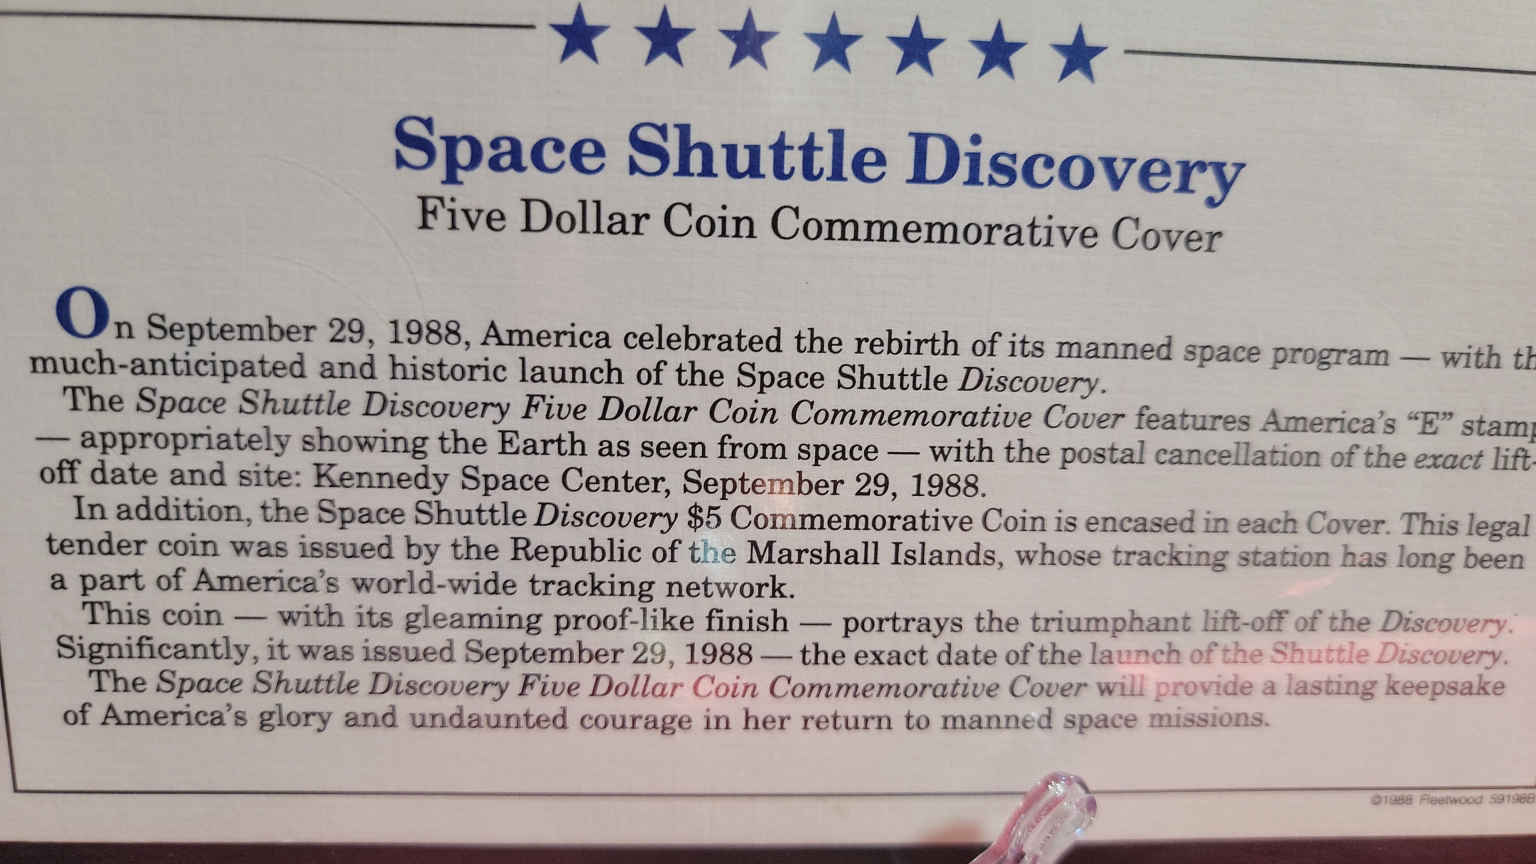 Space Shuttle Discovery
Five Dollar Coin Commemorative Cover
On September 29, 1988, America celebrated the rebirth of its manned space program — with th
much-anticipated and historic launch of the Space Shuttle Discovery.
The Space Shuttle Discovery Five Dollar Coin Commemorative Cover features America's “E” stamp
— appropriately showing the Earth as seen from space — with the postal cancellation of the exact lift-
off date and site: Kennedy Space Center, September 29, 1988.
In addition, the Space Shuttle Discovery $5 Commemorative Coin is encased in each Cover. This legal
tender coin was issued by the Republic of the Marshall Islands, whose tracking station has long been
a part of America's world-wide tracking network.
This coin — with its gleaming proof-like finish — portrays the triumphant lift-off of the Discovery.
Significantly, it was issued September 29, 1988 — the exact date of the launch of the Shuttle Discovery.
The Space Shuttle Discovery Five Dollar Coin Commemorative Cover will provide a lasting keepsake
of America's glory and undaunted courage in her return to manned space missions.
©1988 Fleetwood